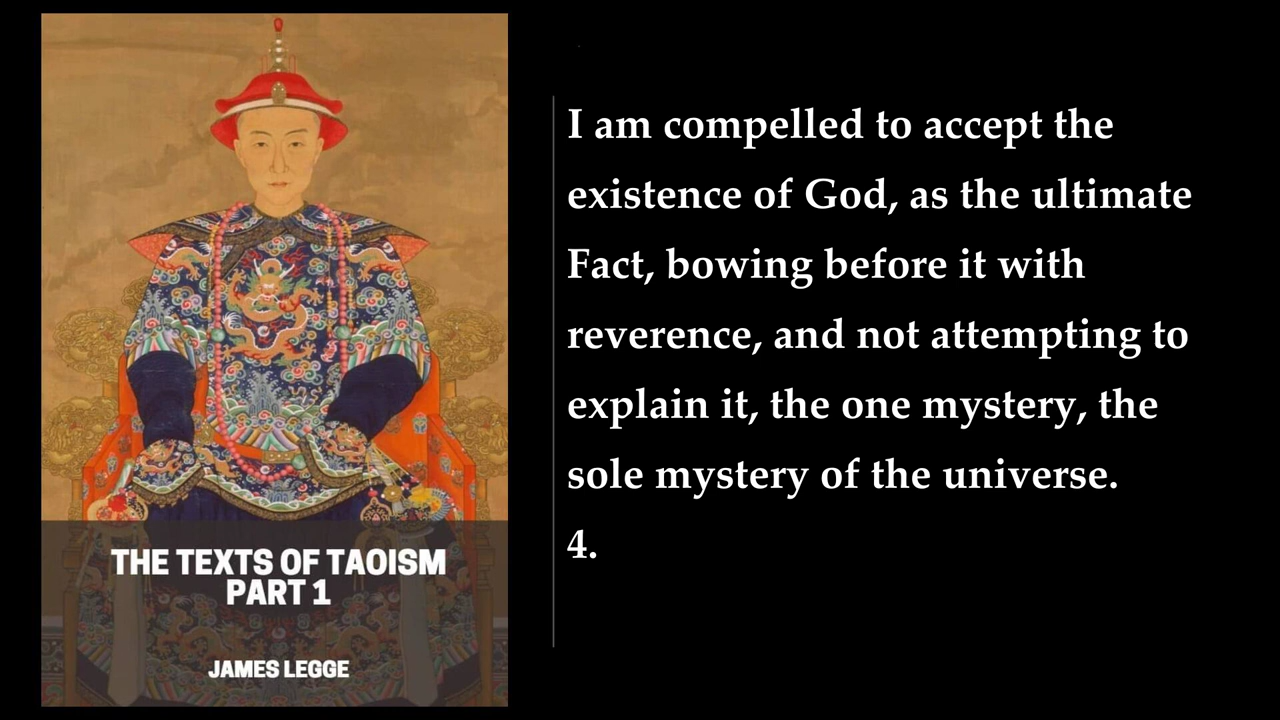 THE TEXTS OF TAOISM
PART 1
JAMES LEGGE
I am compelled to accept the
existence of God, as the ultimate
Fact, bowing before it with
reverence, and not attempting to
explain it, the one mystery, the
sole mystery of the universe.
4.